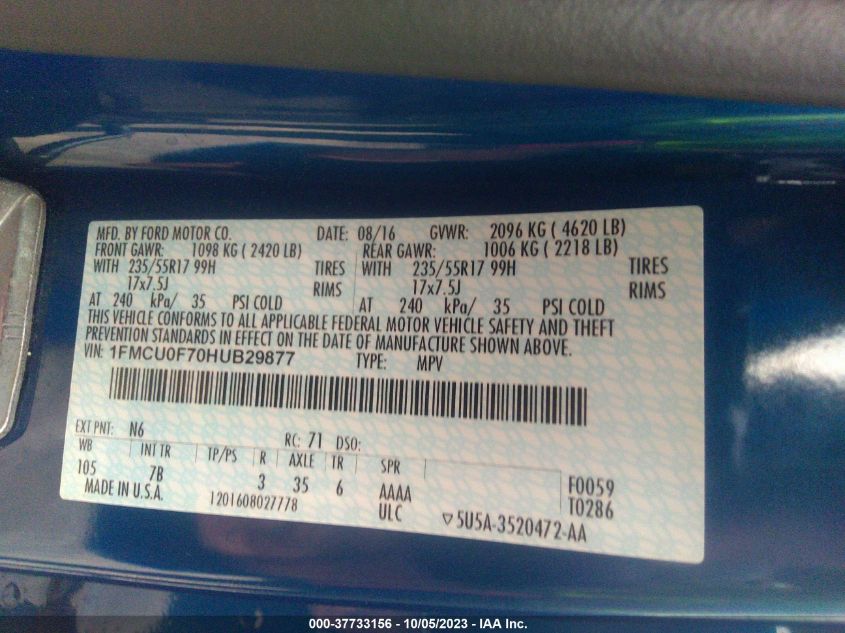 MFD. BY FORD MOTOR CO. DATE: 08/16 GVWR: 2096 KG ( 4620 LB)
FRONT GAWR: 1098 KG ( 2420 LB) REAR GAWR: 1006 KG ( 2218 LB)
WITH 235/55R17 99H TIRES WITH 235/55R17 99H TIRES
17x7.5J RIMS 17x7.5J RIMS
AT 240 kPa/ 35 PSI COLD AT 240 kPa/ 35 PSI COLD
THIS VEHICLE CONFORMS TO ALL APPLICABLE FEDERAL MOTOR VEHICLE SAFETY AND THEFT
PREVENTION STANDARDS IN EFFECT ON THE DATE OF MANUFACTURE SHOWN ABOVE.
VIN: 1FMCU0F70HUB29877 TYPE: MPV
EXT PNT: N6 RC: 71 DSO:
WB INT TR TP/PS R AXLE TR SPR
105 7B 3 35 6 AAAA F0059
MADE IN U.S.A. 1201608027778 ULC T0286
▽5U5A-3520472-AA
000-37733156 - 10/05/2023 - IAA Inc.